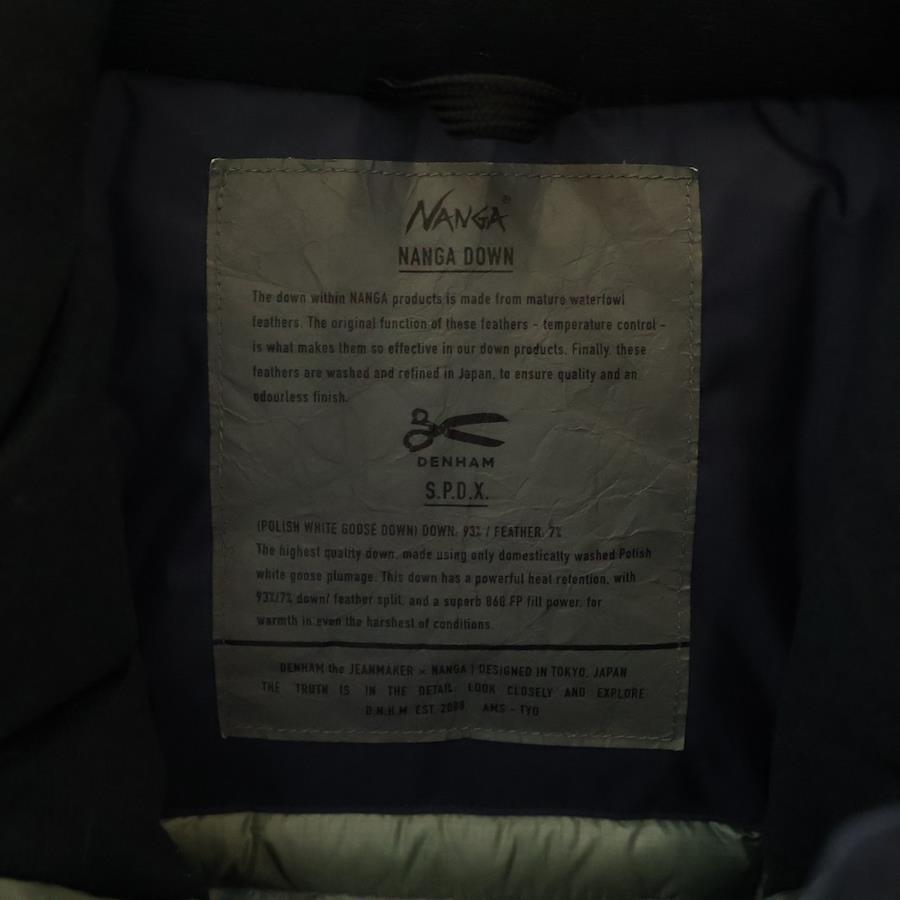 NANGA®
NANGA DOWN
The down within NANGA products is made from mature waterfowl
feathers. The original function of these feathers - temperature control -
is what makes them so effective in our down products. Finally, these
feathers are washed and refined in Japan, to ensure quality and an
odourless finish.
DENHAM
S.P.D.X.
(POLISH WHITE GOOSE DOWN) DOWN: 93% / FEATHER: 7%
The highest quality down, made using only domestically washed Polish
white goose plumage. This down has a powerful heat retention, with
93%/7% down/ feather split, and a superb 860 FP fill power, for
warmth in even the harshest of conditions.
DENHAM the JEANMAKER × NANGA | DESIGNED IN TOKYO, JAPAN
THE TRUTH IS IN THE DETAIL: LOOK CLOSELY AND EXPLORE
D.N.H.M EST. 2008 AMS - TYO